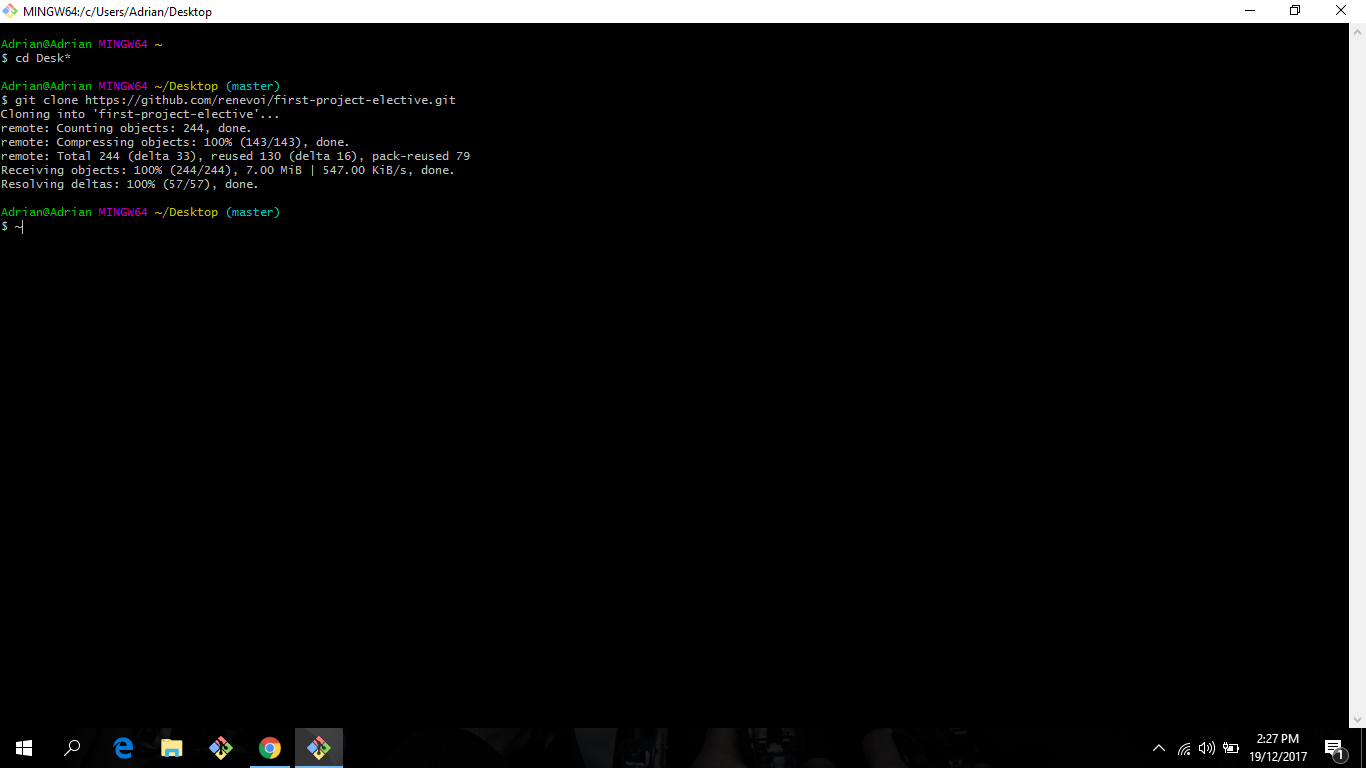 MINGW64:/c/Users/Adrian/Desktop
Adrian@Adrian MINGW64 ~
$ cd Desk*
Adrian@Adrian MINGW64 ~/Desktop (master)
$ git clone https://github.com/renevoi/first-project-elective.git
Cloning into 'first-project-elective'...
remote: Counting objects: 244, done.
remote: Compressing objects: 100% (143/143), done.
remote: Total 244 (delta 33), reused 130 (delta 16), pack-reused 79
Receiving objects: 100% (244/244), 7.00 MiB | 547.00 KiB/s, done.
Resolving deltas: 100% (57/57), done.
Adrian@Adrian MINGW64 ~/Desktop (master)
$ ~
2:27 PM
19/12/2017
1